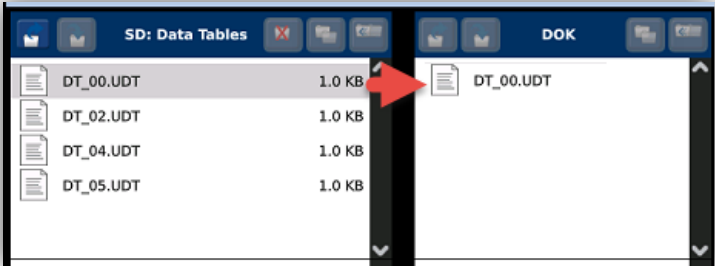 SD: Data Tables
DT_00.UDT 1.0 KB
DT_02.UDT 1.0 KB
DT_04.UDT 1.0 KB
DT_05.UDT 1.0 KB
DOK
DT_00.UDT